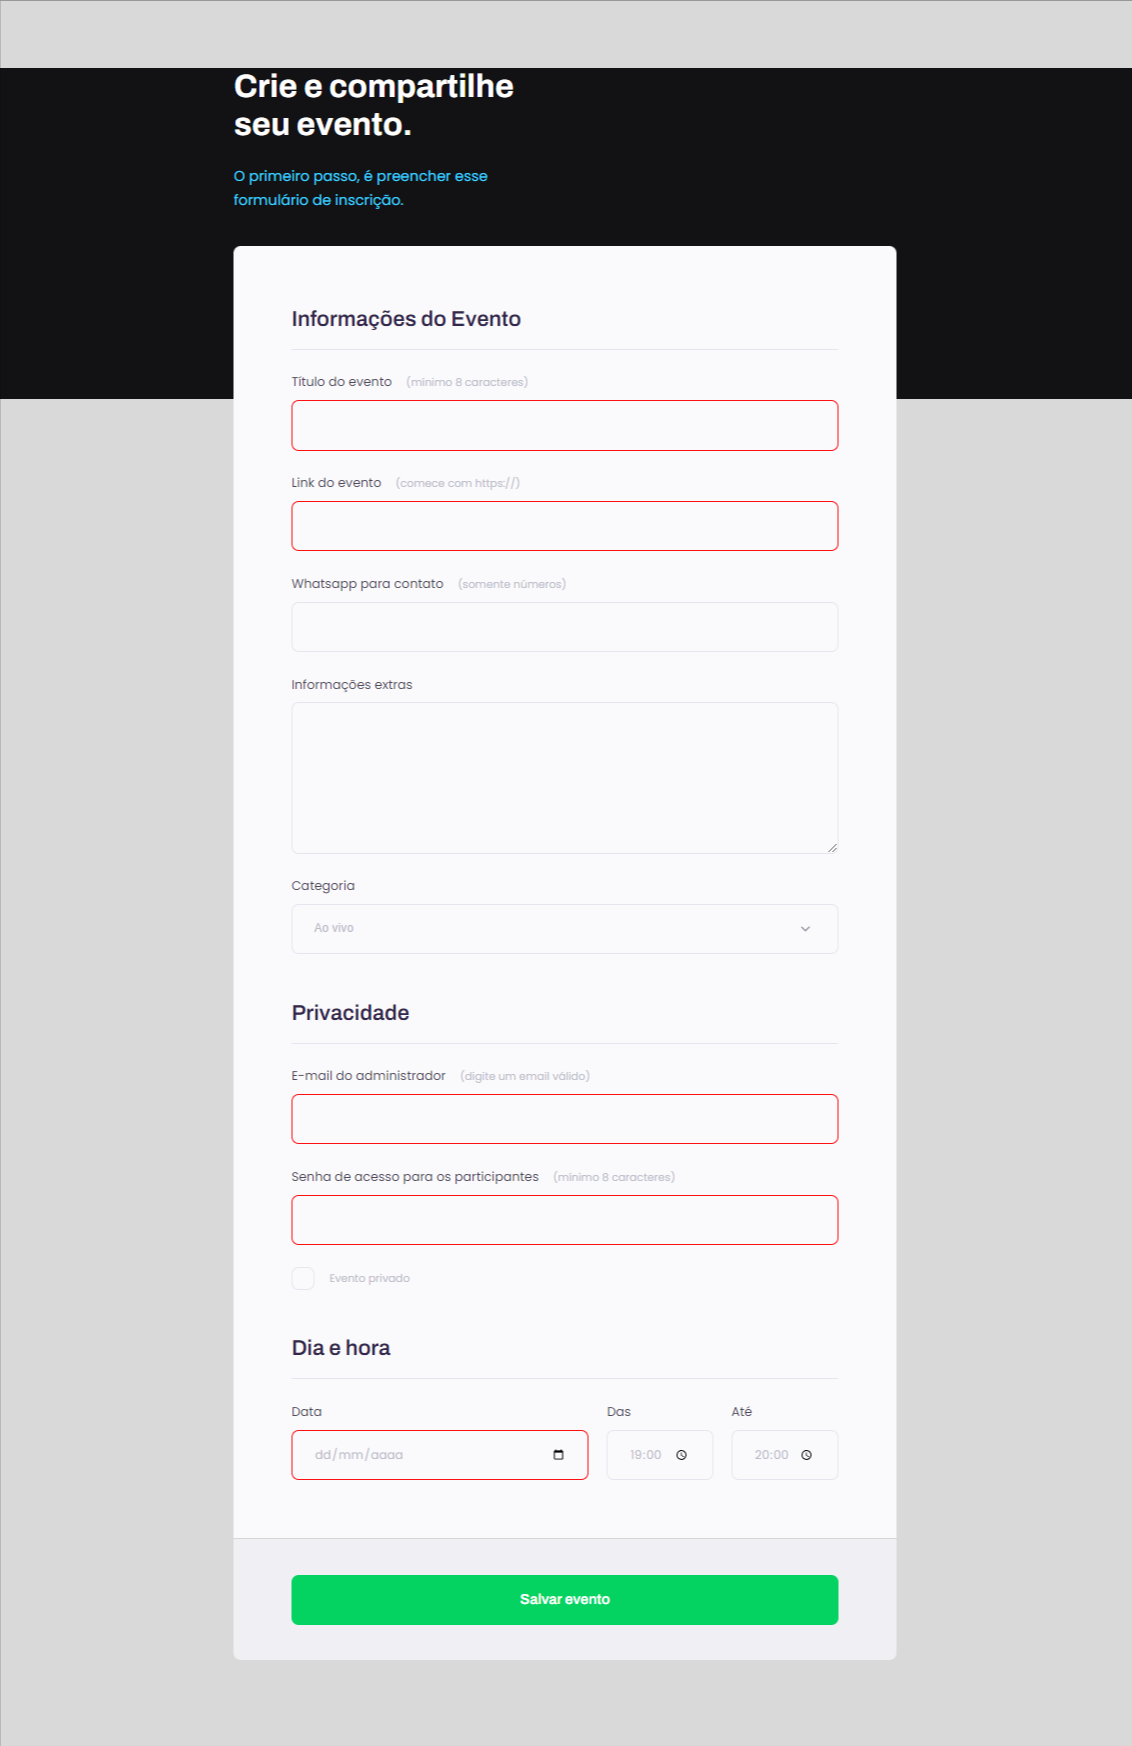 Crie e compartilhe
seu evento.
O primeiro passo, é preencher esse
formulário de inscrição.
Informações do Evento
Título do evento (mínimo 8 caracteres)
Link do evento (comece com https://)
Whatsapp para contato (somente números)
Informações extras
Categoria
Ao vivo
Privacidade
E-mail do administrador (digite um email válido)
Senha de acesso para os participantes (mínimo 8 caracteres)
Evento privado
Dia e hora
Data Das Até
dd/mm/aaaa 19:00 20:00
Salvar evento